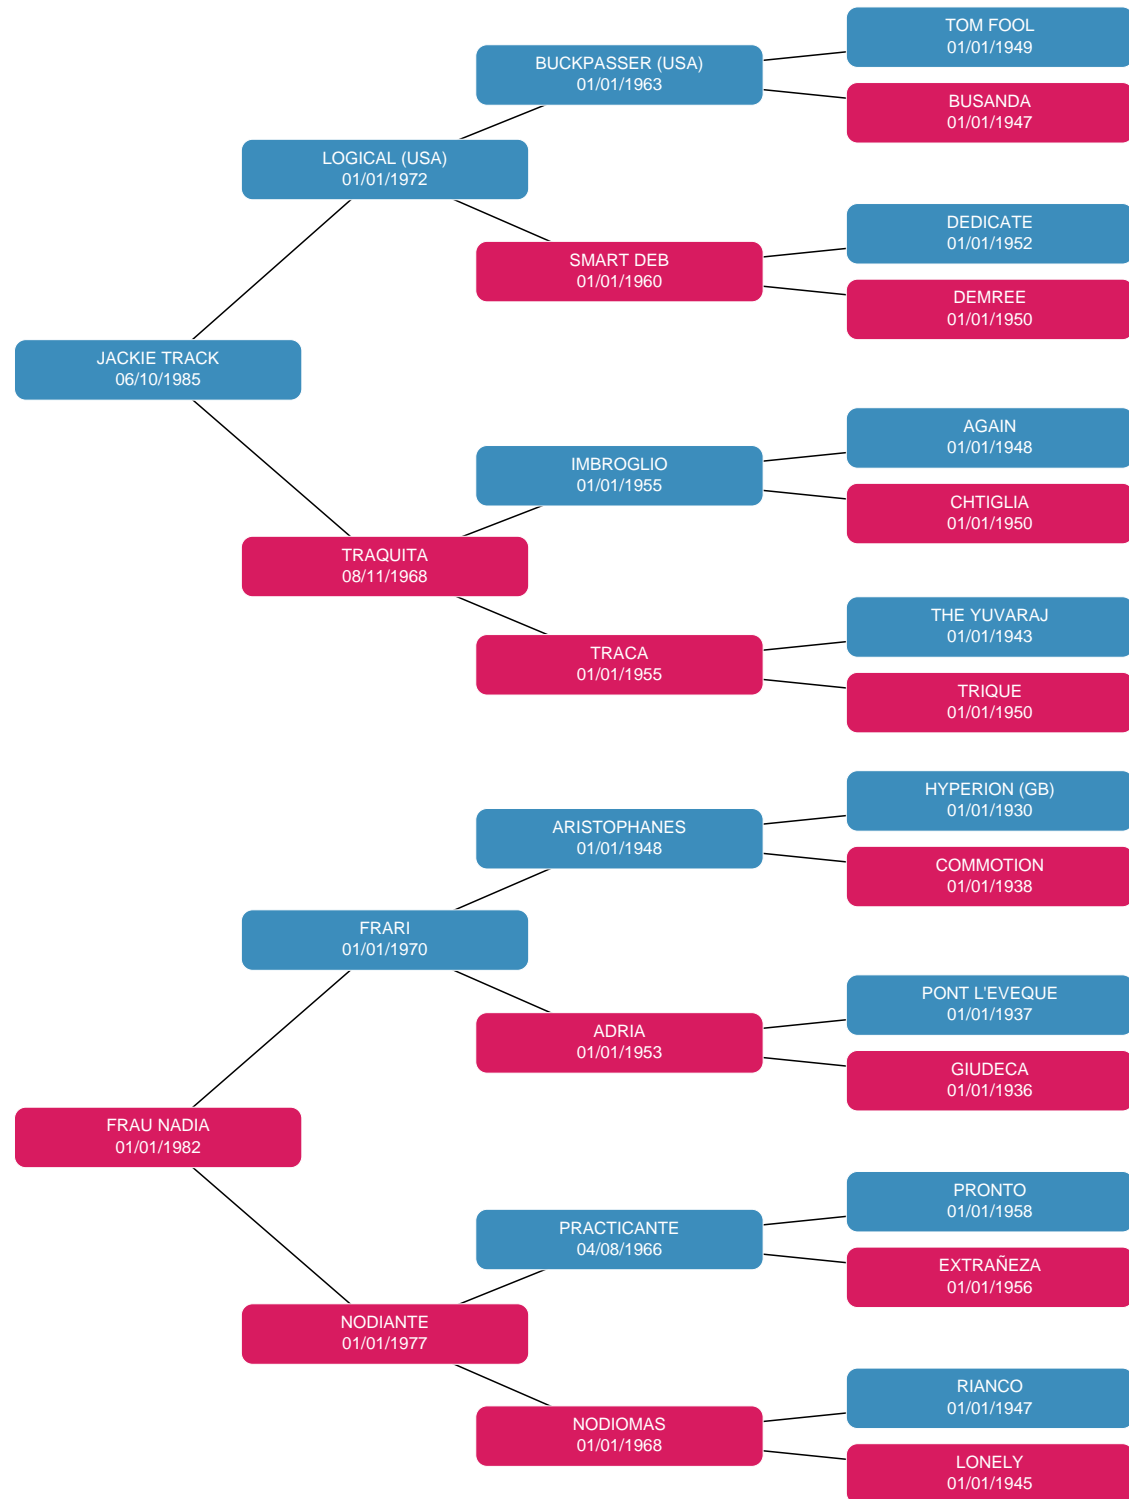 TOM FOOL
01/01/1949
BUCKPASSER (USA)
01/01/1963
BUSANDA
01/01/1947
LOGICAL (USA)
01/01/1972
DEDICATE
01/01/1952
SMART DEB
01/01/1960
DEMREE
01/01/1950
JACKIE TRACK
06/10/1985
AGAIN
01/01/1948
IMBROGLIO
01/01/1955
CHTIGLIA
01/01/1950
TRAQUITA
08/11/1968
THE YUVARAJ
01/01/1943
TRACA
01/01/1955
TRIQUE
01/01/1950
HYPERION (GB)
01/01/1930
ARISTOPHANES
01/01/1948
COMMOTION
01/01/1938
FRARI
01/01/1970
PONT L'EVEQUE
01/01/1937
ADRIA
01/01/1953
GIUDECA
01/01/1936
FRAU NADIA
01/01/1982
PRONTO
01/01/1958
PRACTICANTE
04/08/1966
EXTRAÑEZA
01/01/1956
NODIANTE
01/01/1977
RIANCO
01/01/1947
NODIOMAS
01/01/1968
LONELY
01/01/1945